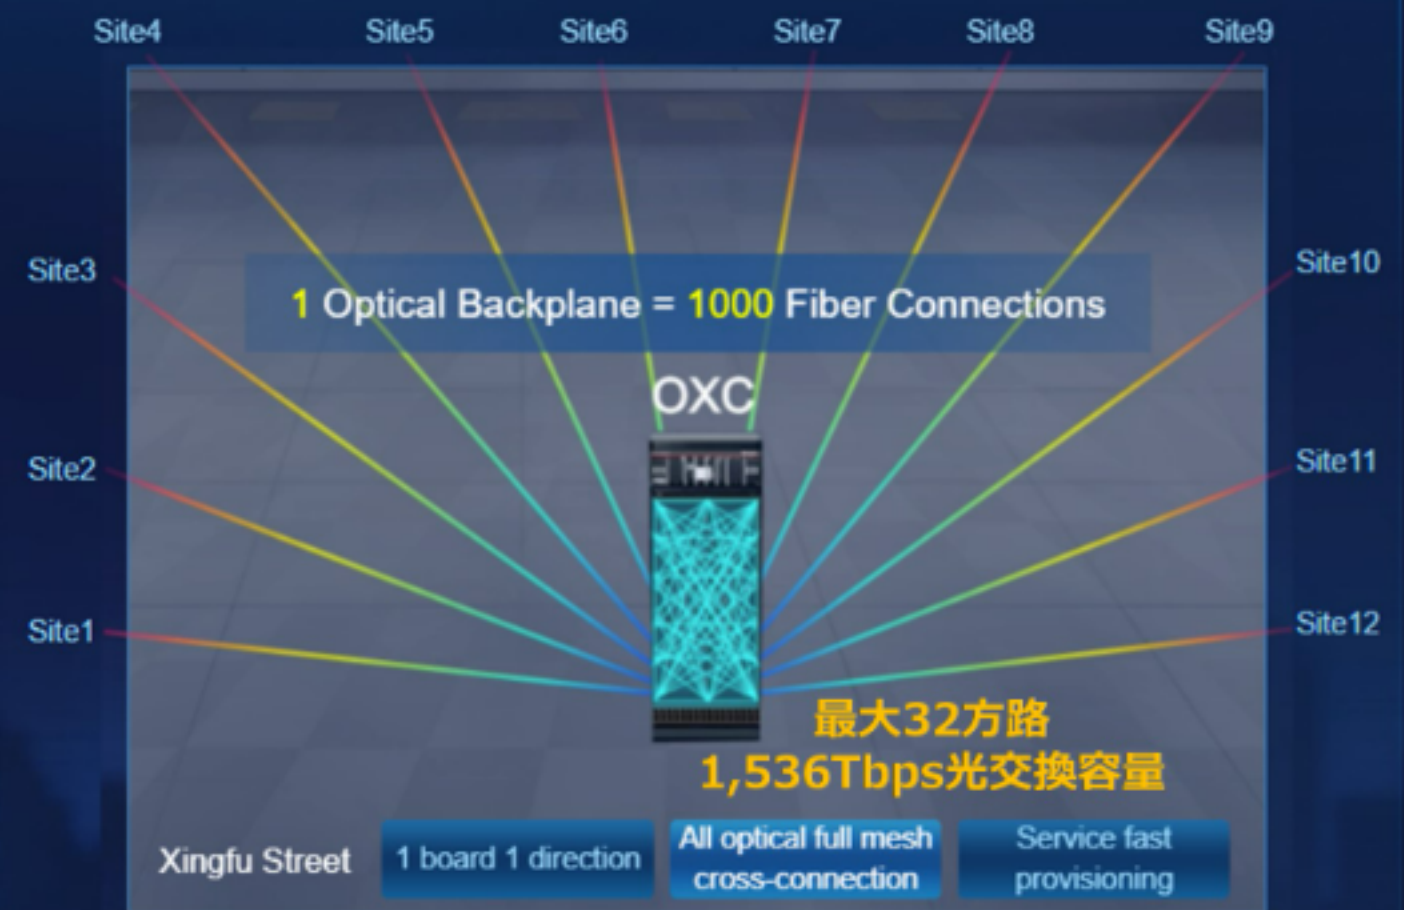 Site4 Site5 Site6 Site7 Site8 Site9
Site3 Site10
1 Optical Backplane = 1000 Fiber Connections
OXC
Site2 Site11
Site1 Site12
最大32方路
1,536Tbps光交換容量
Xingfu Street
1 board 1 direction
All optical full mesh
cross-connection
Service fast
provisioning